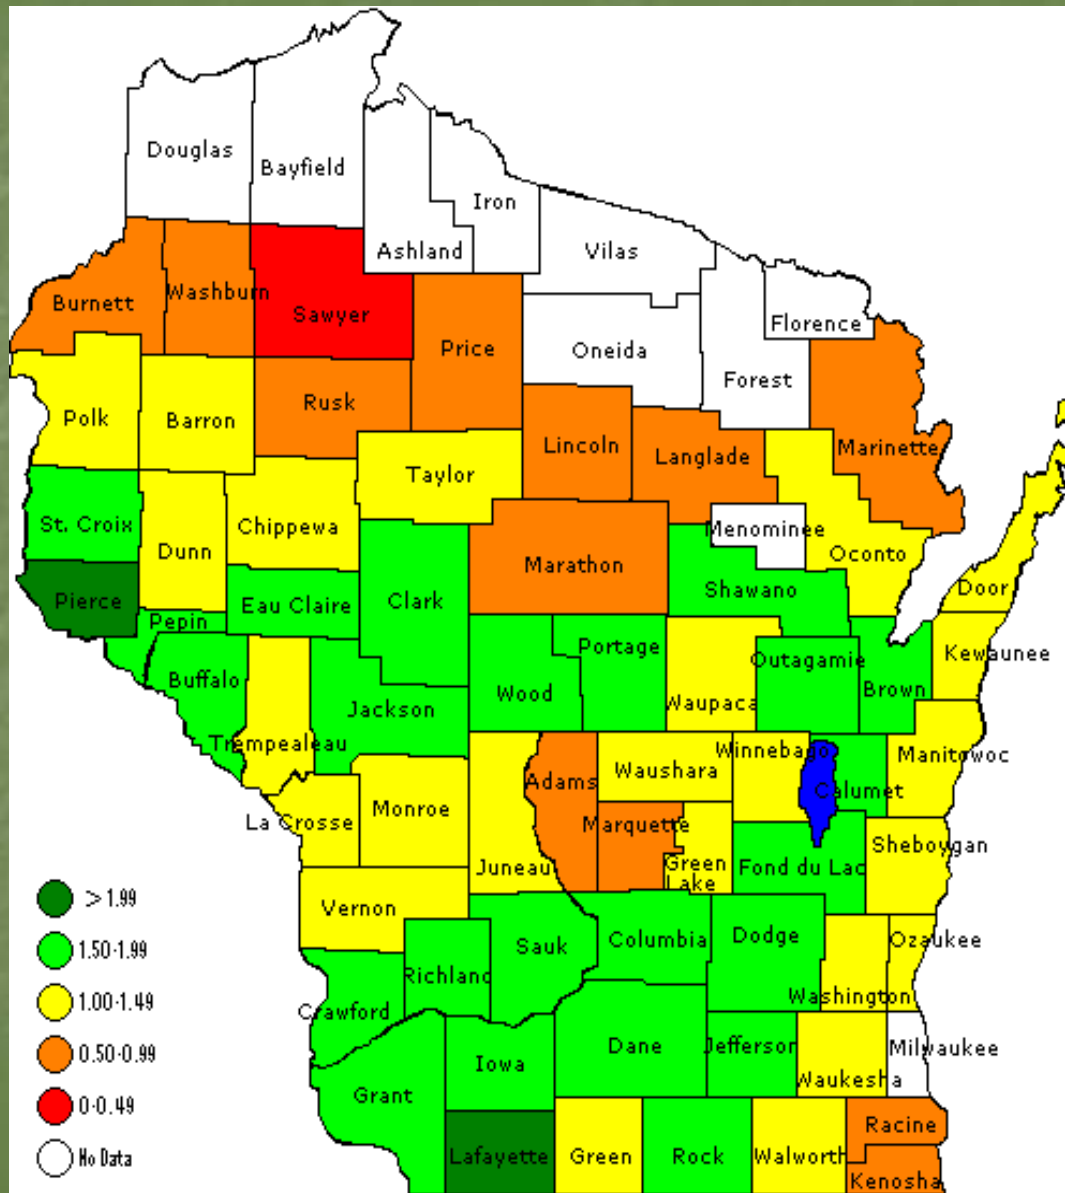 Douglas
Bayfield
Iron
Ashland
Vilas
Burnett
Washburn
Sawyer
Price
Oneida
Florence
Forest
Polk
Barron
Rusk
Lincoln
Langlade
Marinette
Taylor
St. Croix
Dunn
Chippewa
Marathon
Menominee
Oconto
Door
Pierce
Pepin
Eau Claire
Clark
Shawano
Buffalo
Trempealeau
Jackson
Wood
Portage
Waupaca
Outagamie
Brown
Kewaunee
La Crosse
Monroe
Juneau
Adams
Waushara
Winnebago
Calumet
Manitowoc
Marquette
Green
Lake
Fond du Lac
Sheboygan
Vernon
Richland
Sauk
Columbia
Dodge
Washington
Ozaukee
Crawford
Grant
Iowa
Dane
Jefferson
Waukesha
Milwaukee
Lafayette
Green
Rock
Walworth
Racine
Kenosha
> 1.99
1.50-1.99
1.00-1.49
0.50-0.99
0-0.49
No Data